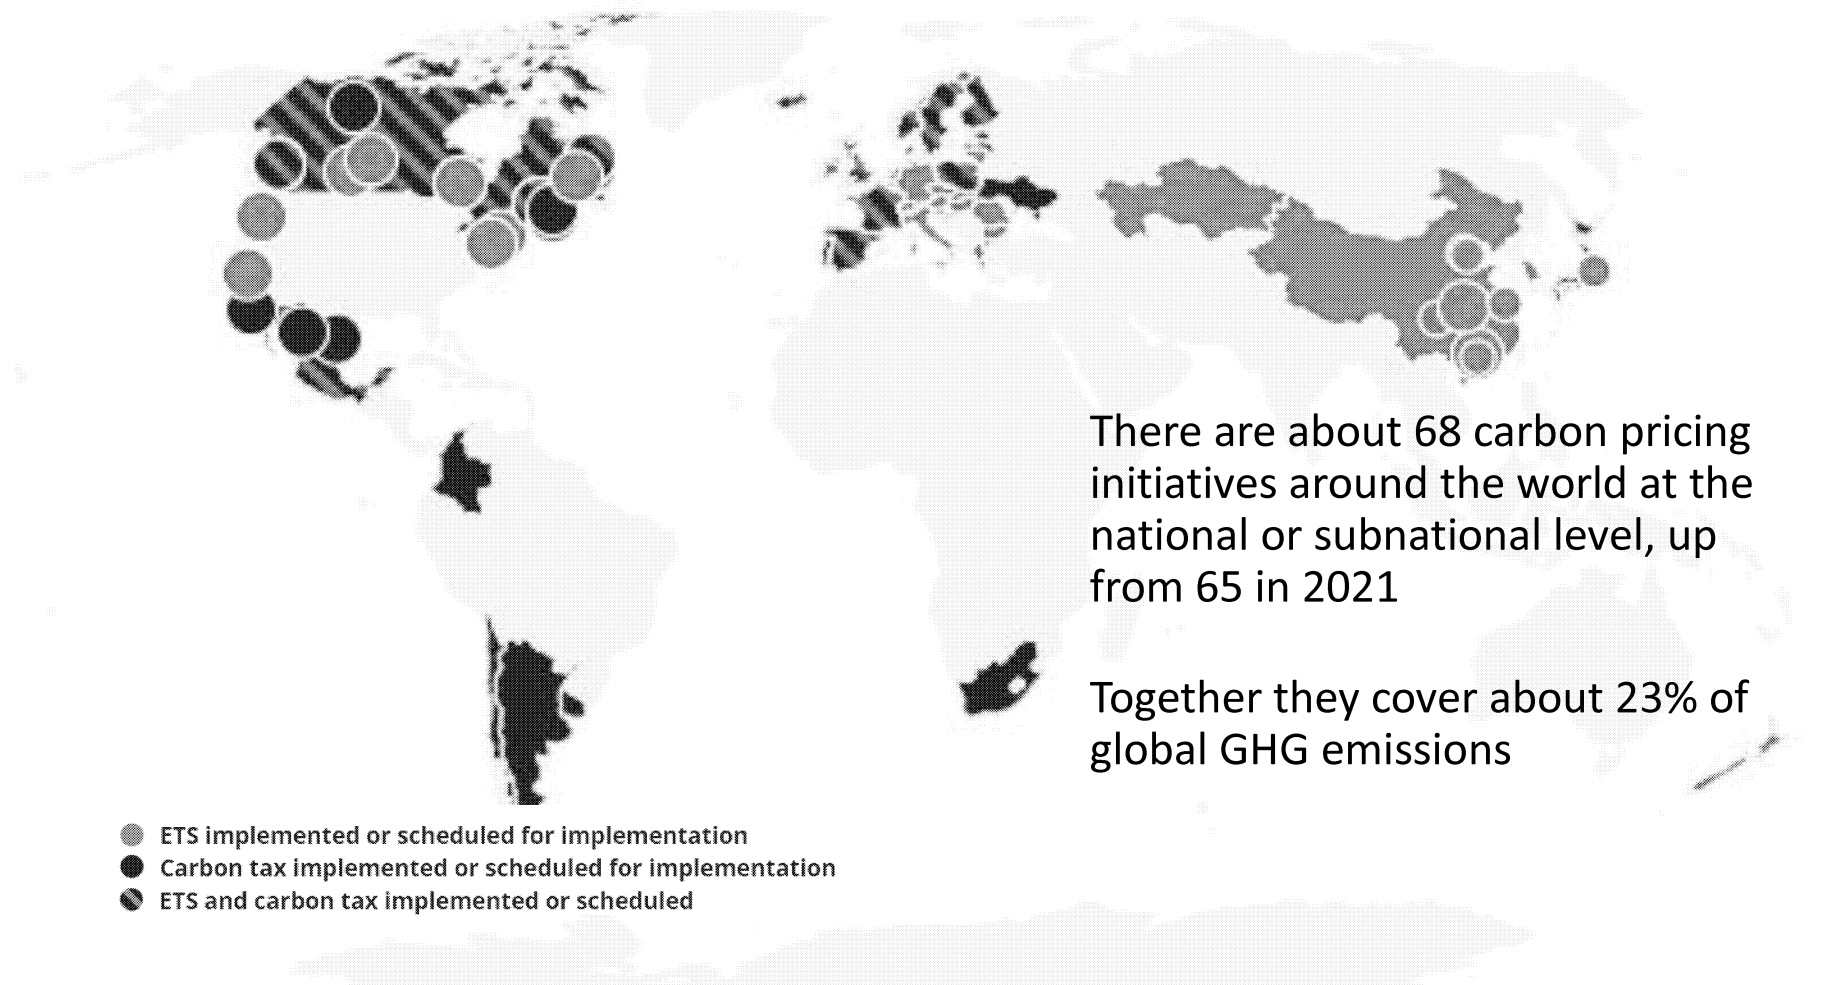 There are about 68 carbon pricing
initiatives around the world at the
national or subnational level, up
from 65 in 2021
Together they cover about 23% of
global GHG emissions
ETS implemented or scheduled for implementation
Carbon tax implemented or scheduled for implementation
ETS and carbon tax implemented or scheduled